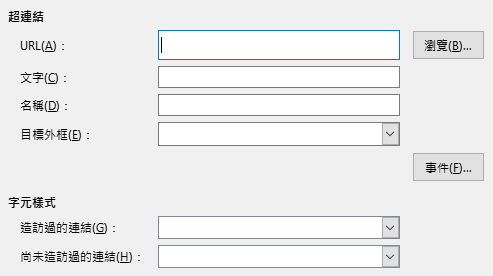 超連結
URL(A)： 瀏覽(B)...
文字(C)：
名稱(D)：
目標外框(E)：
事件(F)...
字元樣式
造訪過的連結(G)：
尚未造訪過的連結(H)：